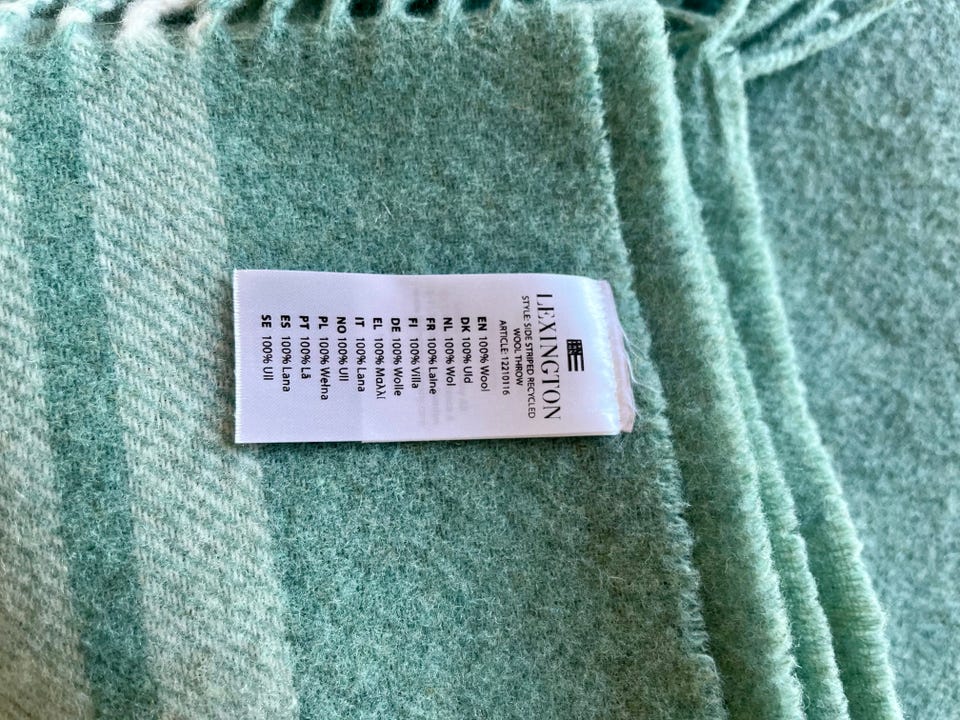 LEXINGTON
STYLE: SIDE STRIPED RECYCLED
WOOL THROW
ARTICLE: 12210116
EN 100% Wool
DK 100% Uld
NL 100% Wol
FR 100% Laine
FI 100% Villa
DE 100% Wolle
EL 100% Μαλλί
IT 100% Lana
NO 100% Ull
PL 100% Wełna
PT 100% Lã
ES 100% Lana
SE 100% Ull